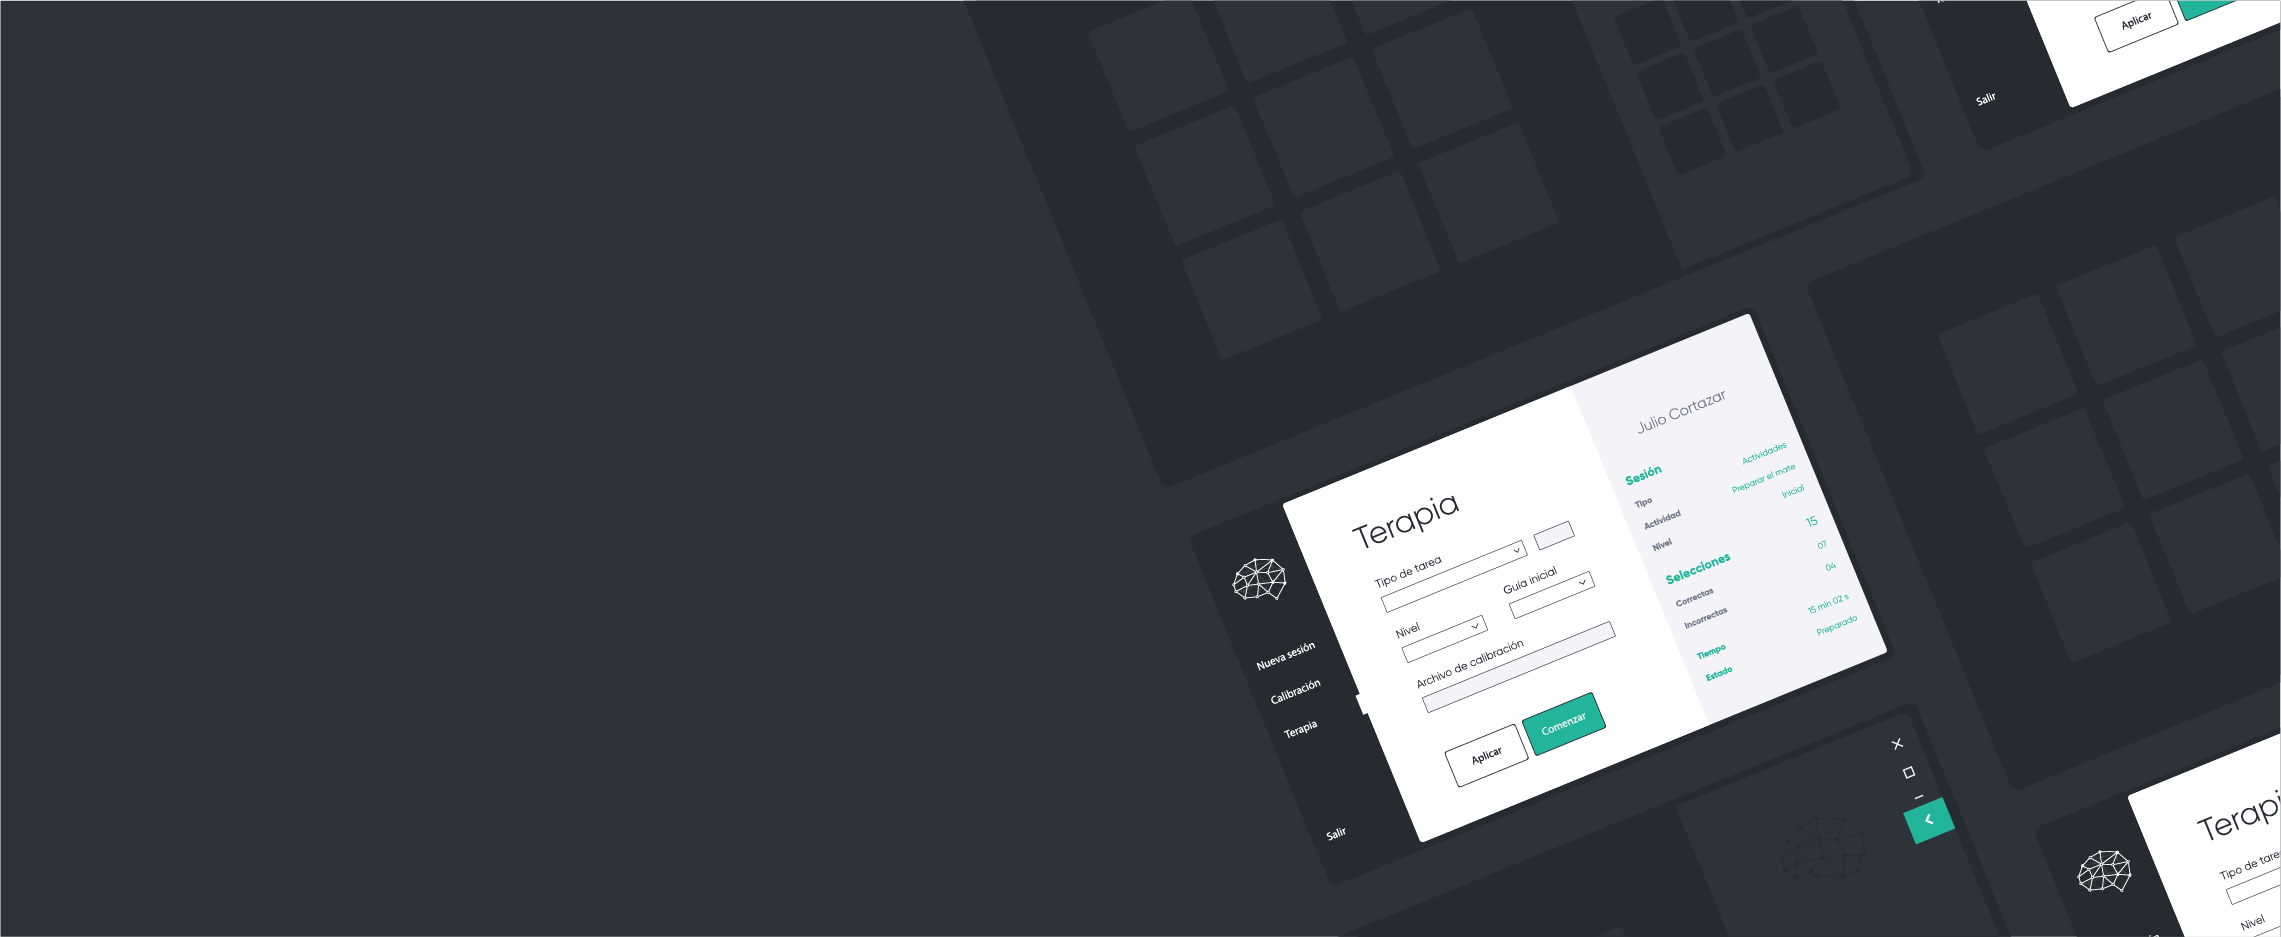 Aplicar
Salir
Julio Cortazar
Sesión
Tipo
Actividades
Actividad
Preparar el mate
Nivel
Inicial
Selecciones
15
Correctas
07
Incorrectas
04
Tiempo
15 min 02 s
Estado
Preparado
Terapia
Tipo de tarea
Nivel
Guía inicial
Archivo de calibración
Aplicar
Comenzar
Nueva sesión
Calibración
Terapia
Salir
Terapi
Tipo de tare
Nivel